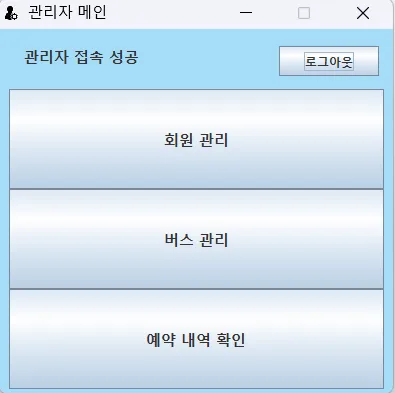 관리자 메인
관리자 접속 성공
로그아웃
회원 관리
버스 관리
예약 내역 확인